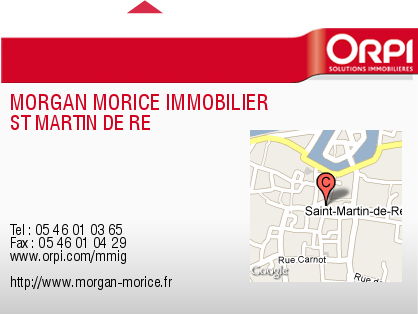 ORPI
SOLUTIONS IMMOBILIÈRES
MORGAN MORICE IMMOBILIER
ST MARTIN DE RE
C
Saint-Martin-de-Ré
Tel : 05 46 01 03 65
Fax : 05 46 01 04 29
www.orpi.com/mmig
Rue Carnot
Google
http://www.morgan-morice.fr